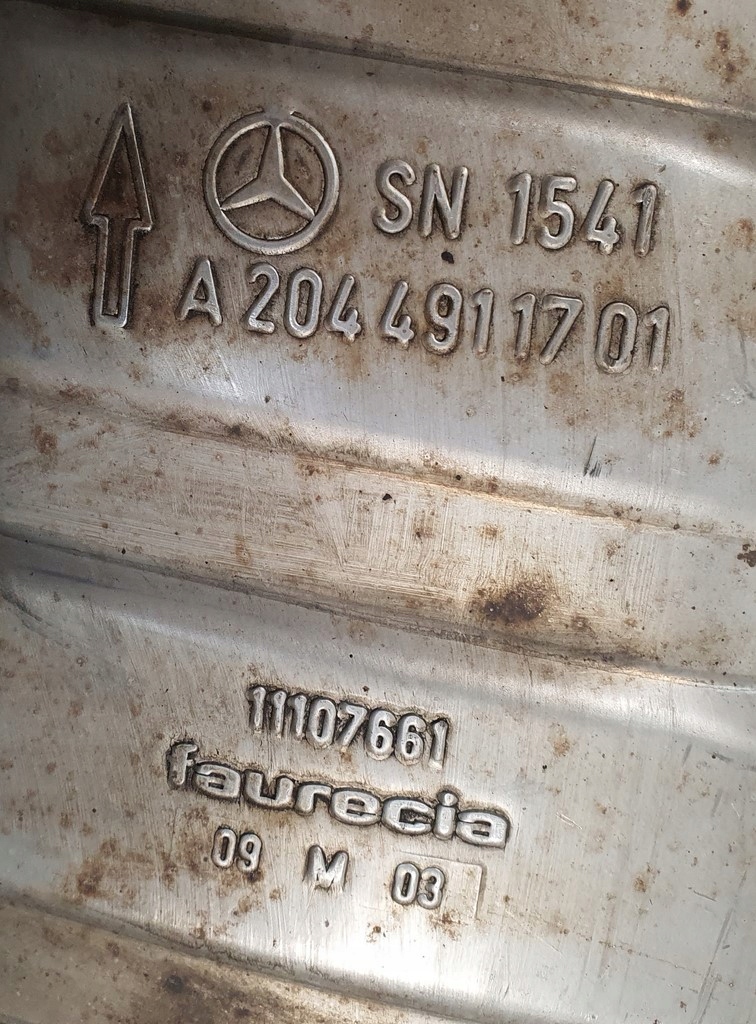 SN 1541
A 204 491 17 01
11107661
faurecia
09 M 03